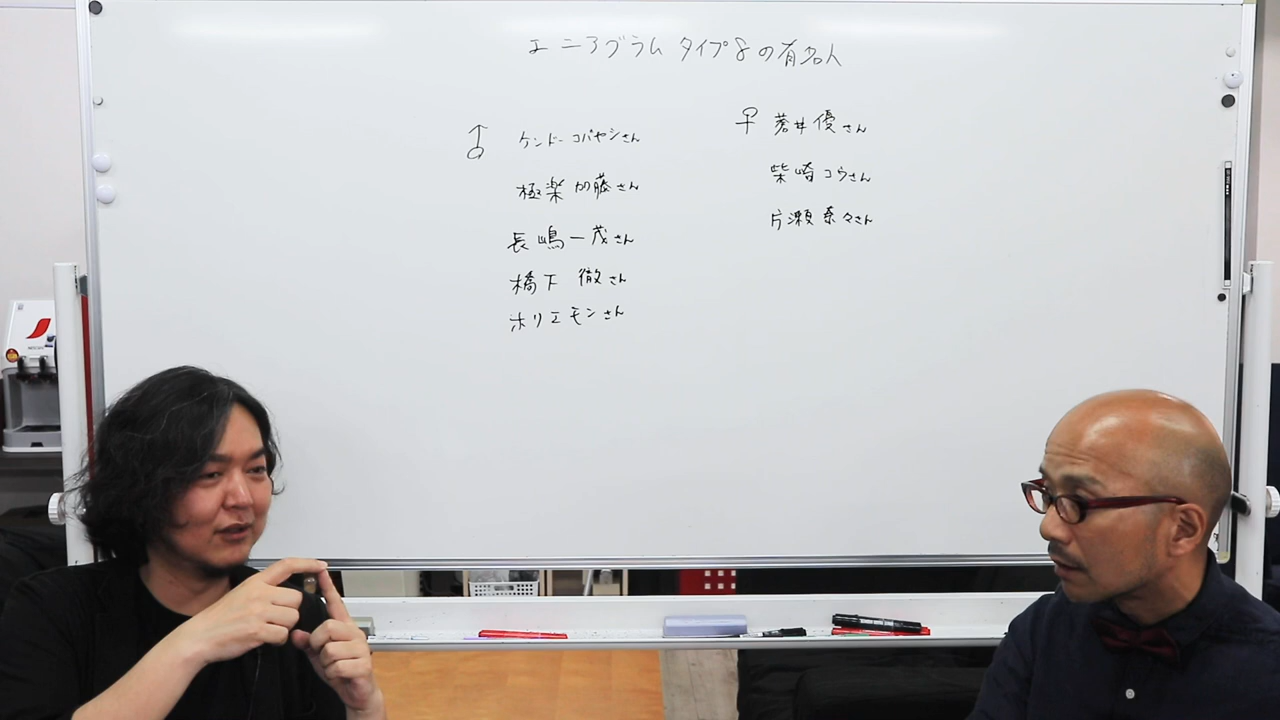 エニアグラム タイプ8の有名人
♂ ケンドーコバヤシさん
極楽 加藤さん
長嶋一茂さん
橋下 徹さん
ホリエモンさん
♀ 蒼井優さん
柴崎コウさん
片瀬奈々さん